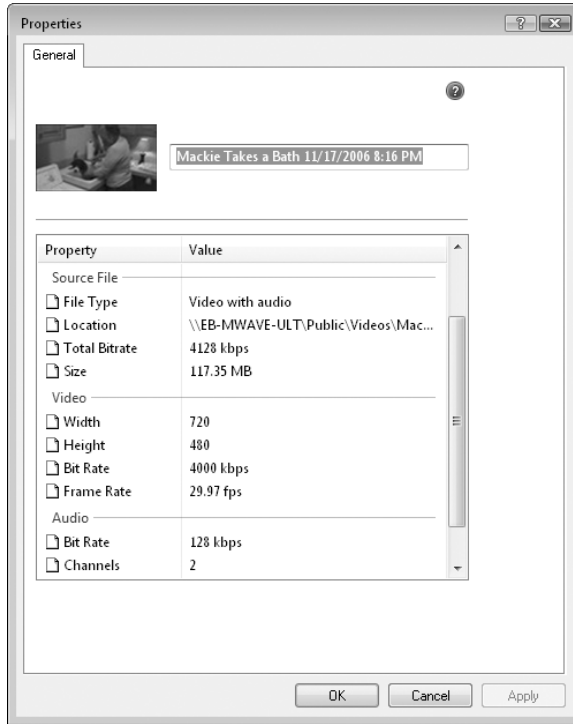 Properties
General
Mackie Takes a Bath 11/17/2006 8:16 PM
Property Value
Source File
File Type Video with audio
Location \\EB-MWAVE-ULT\Public\Videos\Mac...
Total Bitrate 4128 kbps
Size 117.35 MB
Video
Width 720
Height 480
Bit Rate 4000 kbps
Frame Rate 29.97 fps
Audio
Bit Rate 128 kbps
Channels 2
OK Cancel Apply